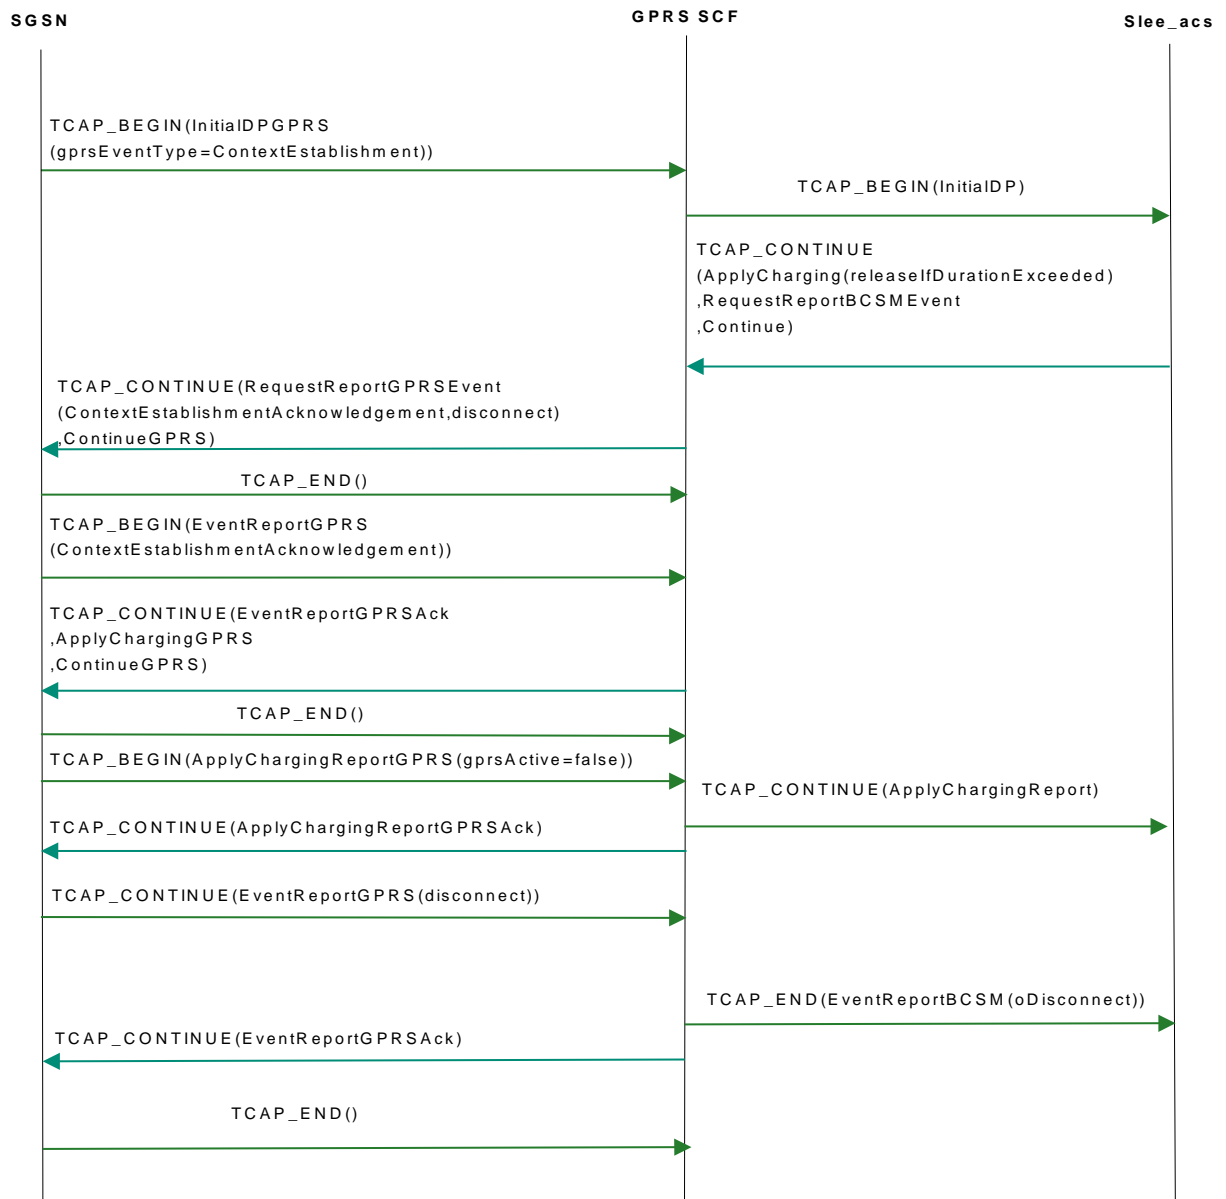 SGSN
GPRS SCF
Slee_acs
TCAP_BEGIN(InitialDPGPRS
(gprsEventType=ContextEstablishment))
TCAP_BEGIN(InitialDP)
TCAP_CONTINUE
(ApplyCharging(releaseIfDurationExceeded)
,RequestReportBCSMEvent
,Continue)
TCAP_CONTINUE(RequestReportGPRSEvent
(ContextEstablishmentAcknowledgement,disconnect)
,ContinueGPRS)
TCAP_END()
TCAP_BEGIN(EventReportGPRS
(ContextEstablishmentAcknowledgement))
TCAP_CONTINUE(EventReportGPRSAck
,ApplyChargingGPRS
,ContinueGPRS)
TCAP_END()
TCAP_BEGIN(ApplyChargingReportGPRS(gprsActive=false))
TCAP_CONTINUE(ApplyChargingReport)
TCAP_CONTINUE(ApplyChargingReportGPRSAck)
TCAP_CONTINUE(EventReportGPRS(disconnect))
TCAP_END(EventReportBCSM(oDisconnect))
TCAP_CONTINUE(EventReportGPRSAck)
TCAP_END()